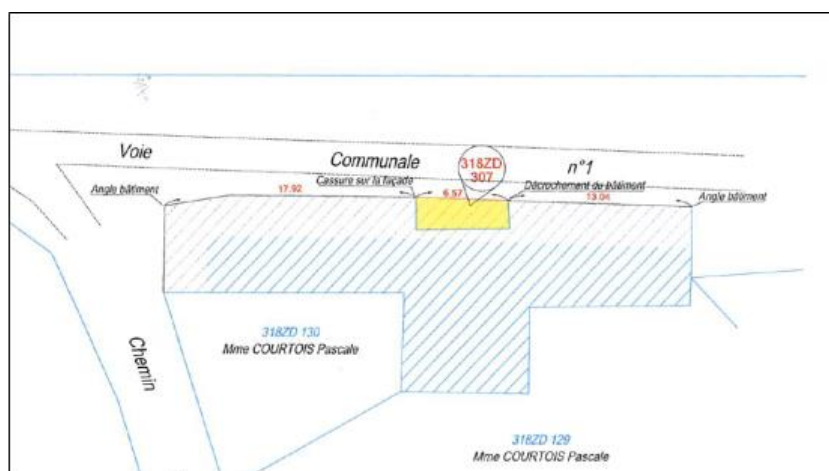 Voie Communale n°1
318ZD
307
Angle bâtiment
17.92
Cassure sur la façade
6.57
Décrochement de bâtiment
13.04
Angle bâtiment
318ZD 130
Mme COURTOIS Pascale
Chemin
318ZD 129
Mme COURTOIS Pascale